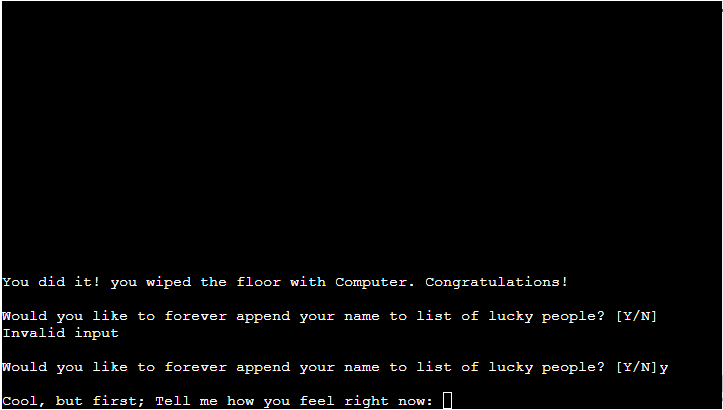 You did it! you wiped the floor with Computer. Congratulations!
Would you like to forever append your name to list of lucky people? [Y/N]
Invalid input
Would you like to forever append your name to list of lucky people? [Y/N]y
Cool, but first; Tell me how you feel right now: